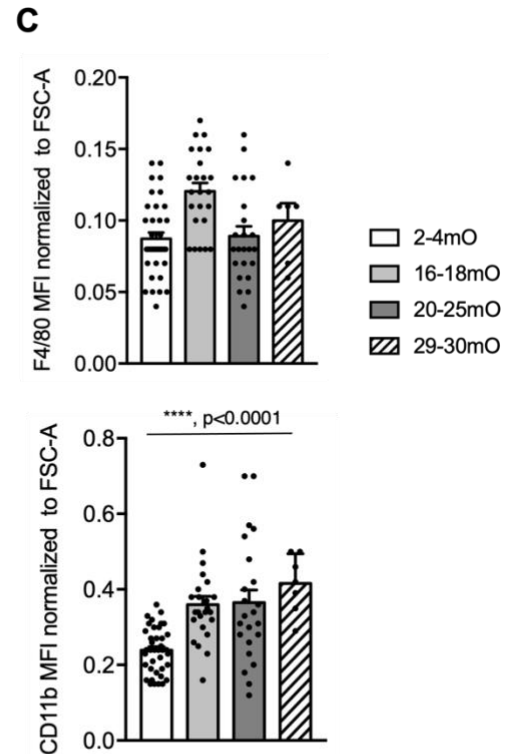 C
F4/80 MFI normalized to FSC-A
0.20
0.15
0.10
0.05
0.00
2-4mO
16-18mO
20-25mO
29-30mO
CD11b MFI normalized to FSC-A
****, p<0.0001
0.8
0.6
0.4
0.2
0.0